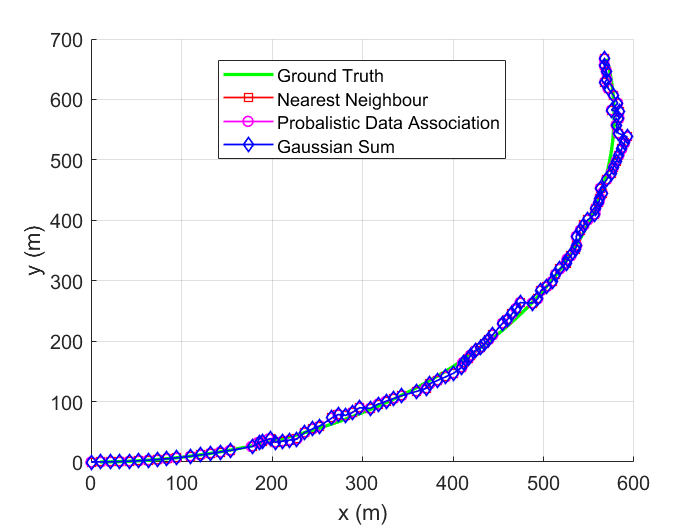 700
600
500
400
300
200
100
0
y (m)
Ground Truth
Nearest Neighbour
Probalistic Data Association
Gaussian Sum
0 100 200 300 400 500 600
x (m)